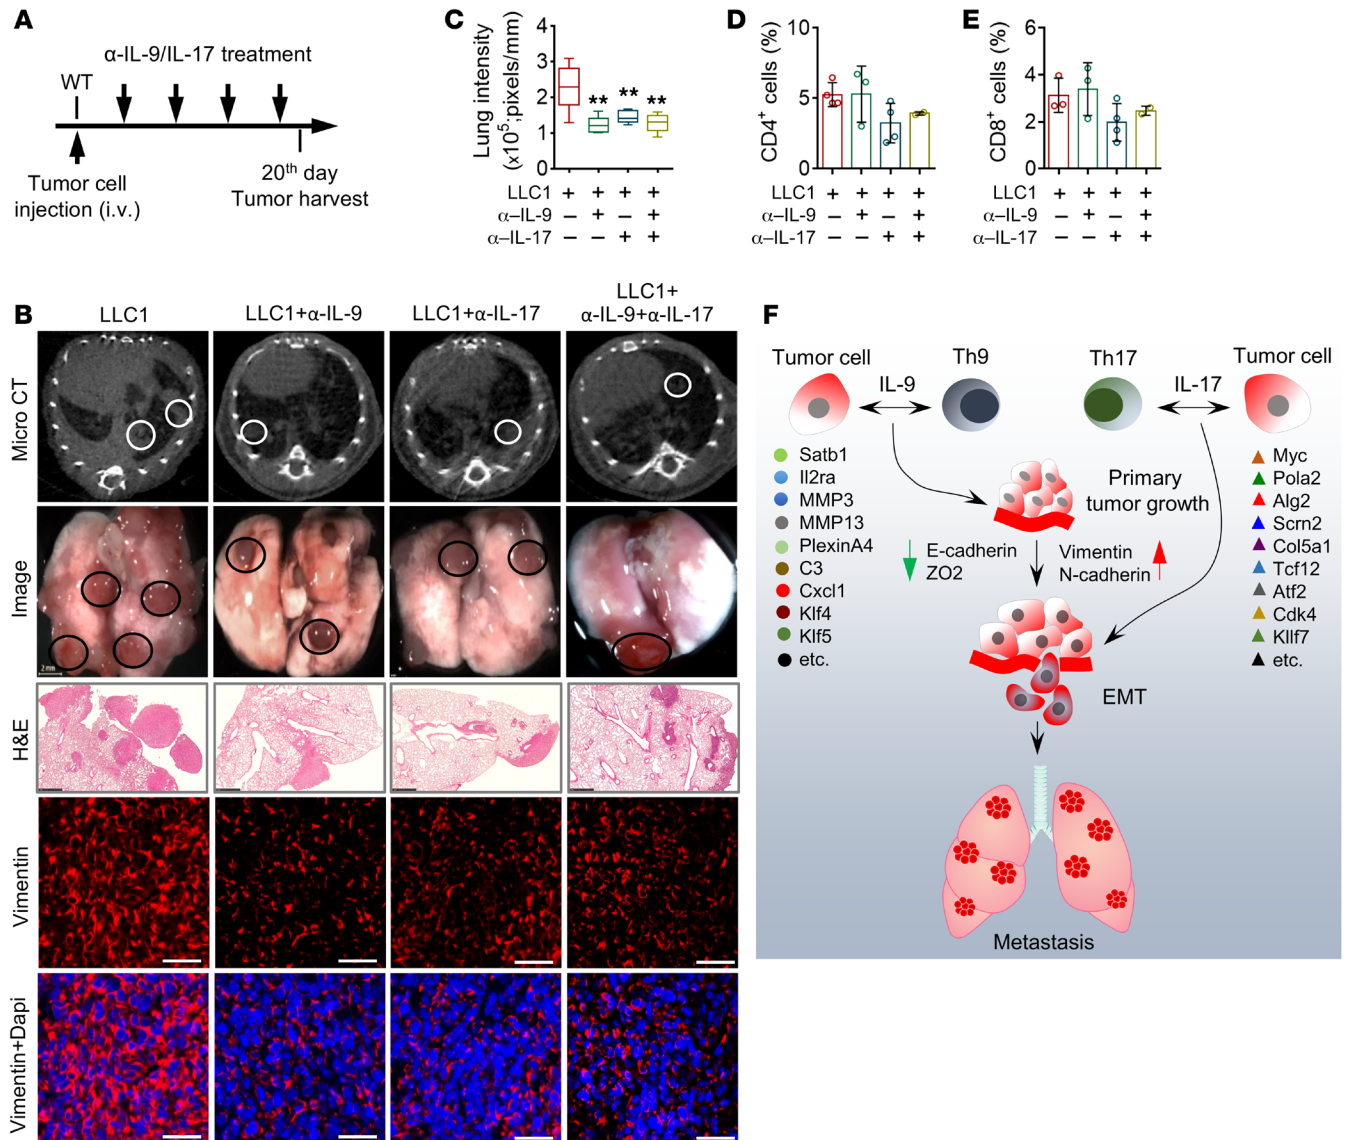 A
α-IL-9/IL-17 treatment
WT
Tumor cell
injection (i.v.)
20th day
Tumor harvest
C
Lung intensity
(x105;pixels/mm)
4
3
2
1
0
** ** **
LLC1 + + + +
α–IL-9 – + – +
α–IL-17 – – + +
D
CD4+ cells (%)
10
5
0
LLC1 + + + +
α–IL-9 – + – +
α–IL-17 – – + +
E
CD8+ cells (%)
6
4
2
0
LLC1 + + + +
α–IL-9 – + – +
α–IL-17 – – + +
B
LLC1
LLC1+α-IL-9
LLC1+α-IL-17
LLC1+
α-IL-9+α-IL-17
Micro CT
Image
2 mm
H&E
Vimentin
Vimentin+Dapi
F
Tumor cell
Th9
Th17
Tumor cell
IL-9
IL-17
Satb1
Il2ra
MMP3
MMP13
PlexinA4
C3
Cxcl1
Klf4
Klf5
etc.
Primary
tumor growth
E-cadherin
ZO2
Vimentin
N-cadherin
EMT
Metastasis
Myc
Pola2
Alg2
Scrn2
Col5a1
Tcf12
Atf2
Cdk4
KIlf7
etc.